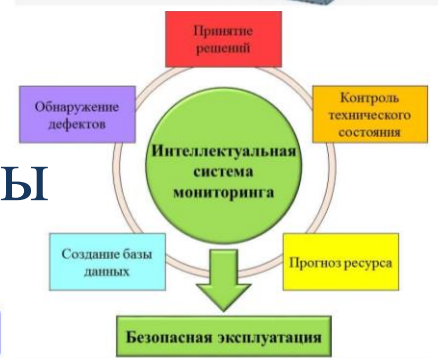 Принятие
решений
Обнаружение
дефектов
Контроль
технического
состояния
Интеллектуальная
система
мониторинга
ы
Создание базы
данных
Прогноз ресурса
Безопасная эксплуатация